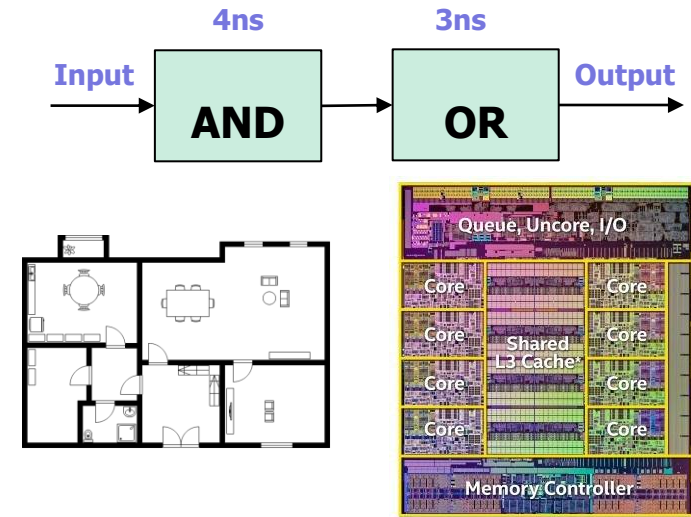 4ns 3ns
Input Output
AND OR
Queue, Uncore, I/O
Core Core
Core Core
Shared
L3 Cache*
Core Core
Core Core
Memory Controller